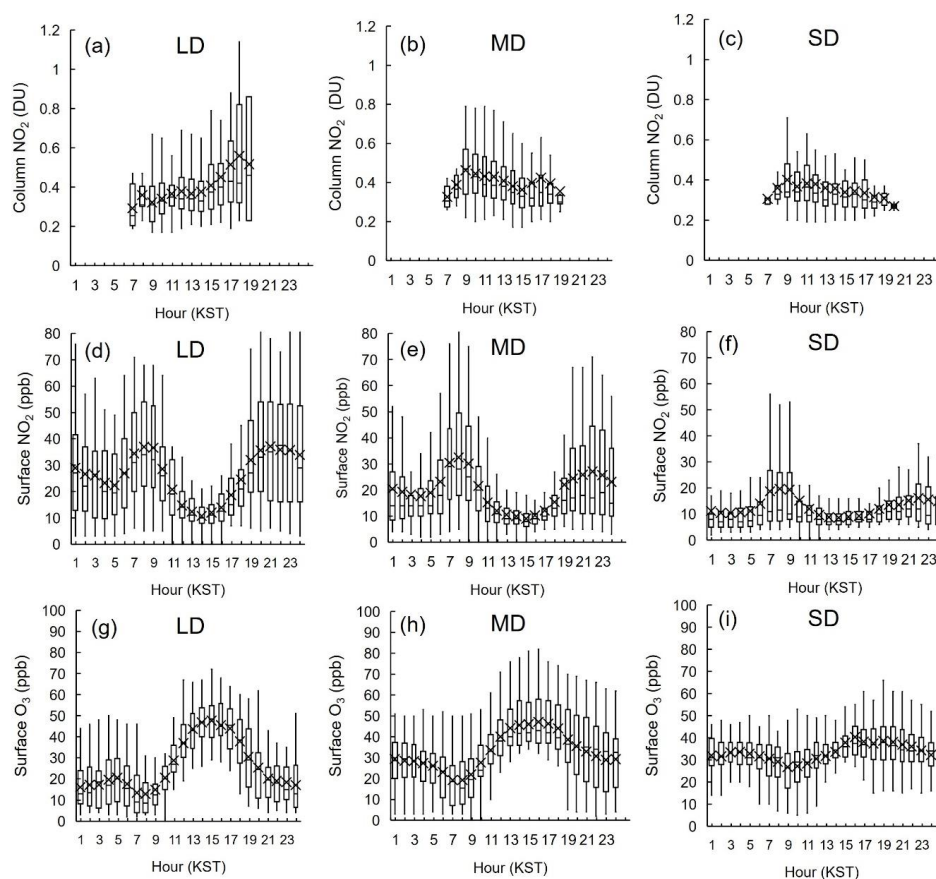 (a) LD
1.2
1
0.8
0.6
0.4
0.2
0
Column NO₂ (DU)
1 3 5 7 9 11 13 15 17 19 21 23
Hour (KST)
(b) MD
1.2
1
0.8
0.6
0.4
0.2
0
Column NO₂ (DU)
1 3 5 7 9 11 13 15 17 19 21 23
Hour (KST)
(c) SD
1.2
1
0.8
0.6
0.4
0.2
0
Column NO₂ (DU)
1 3 5 7 9 11 13 15 17 19 21 23
Hour (KST)
(d) LD
80
70
60
50
40
30
20
10
0
Surface NO₂ (ppb)
1 3 5 7 9 11 13 15 17 19 21 23
Hour (KST)
(e) MD
80
70
60
50
40
30
20
10
0
Surface NO₂ (ppb)
1 3 5 7 9 11 13 15 17 19 21 23
Hour (KST)
(f) SD
80
70
60
50
40
30
20
10
0
Surface NO₂ (ppb)
1 3 5 7 9 11 13 15 17 19 21 23
Hour (KST)
(g) LD
100
90
80
70
60
50
40
30
20
10
0
Surface O₃ (ppb)
1 3 5 7 9 11 13 15 17 19 21 23
Hour (KST)
(h) MD
100
90
80
70
60
50
40
30
20
10
0
Surface O₃ (ppb)
1 3 5 7 9 11 13 15 17 19 21 23
Hour (KST)
(i) SD
100
90
80
70
60
50
40
30
20
10
0
Surface O₃ (ppb)
1 3 5 7 9 11 13 15 17 19 21 23
Hour (KST)